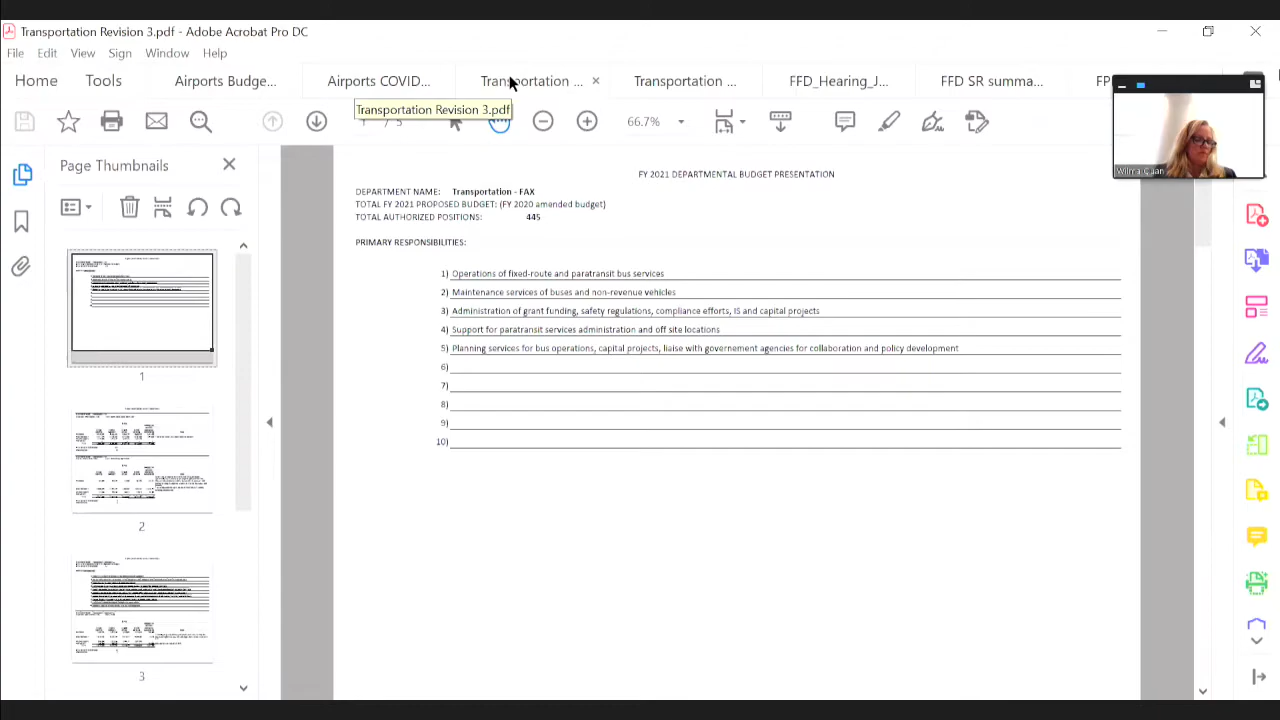 Transportation Revision 3.pdf - Adobe Acrobat Pro DC
File Edit View Sign Window Help
Home Tools Airports Budge... Airports COVID... Transportation ... × Transportation ... FFD_Hearing_J... FFD SR summa...
Transportation Revision 3.pdf
/ 5 66.7%
Page Thumbnails
FY 2021 DEPARTMENTAL BUDGET PRESENTATION
DEPARTMENT NAME: Transportation - FAX
TOTAL FY 2021 PROPOSED BUDGET: (FY 2020 amended budget)
TOTAL AUTHORIZED POSITIONS: 445
PRIMARY RESPONSIBILITIES:
1) Operations of fixed-route and paratransit bus services
2) Maintenance services of buses and non-revenue vehicles
3) Administration of grant funding, safety regulations, compliance efforts, IS and capital projects
4) Support for paratransit services administration and off site locations
5) Planning services for bus operations, capital projects, liaise with governement agencies for collaboration and policy development
6)
7)
8)
9)
10)
1
2
3
Wilma Quan